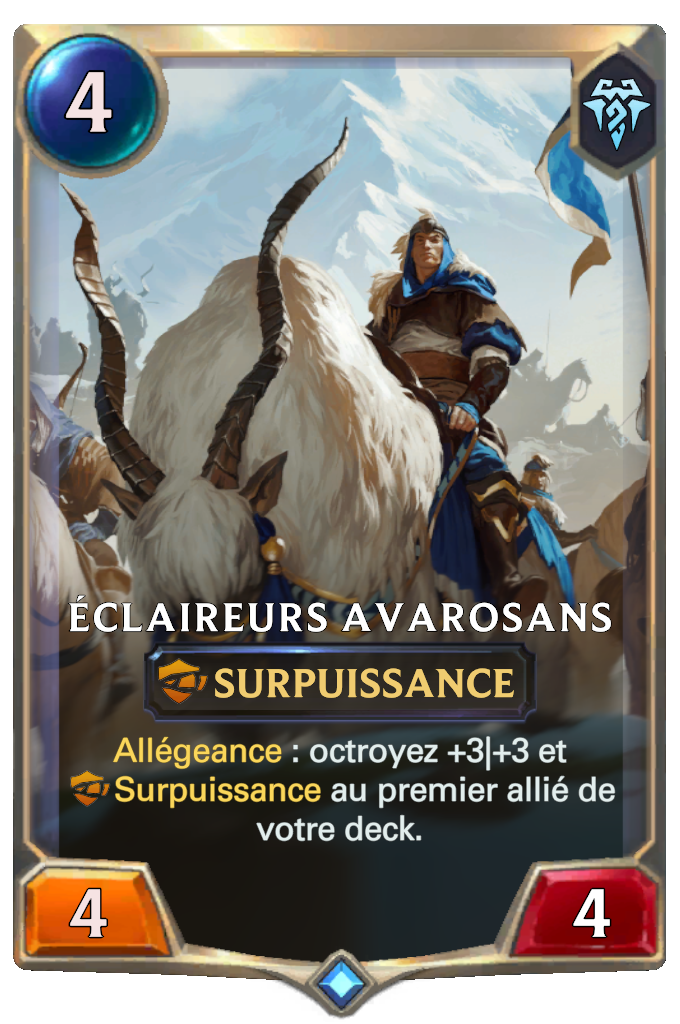 4
ÉCLAIREURS AVAROSANS
SURPUISSANCE
Allégeance : octroyez +3|+3 et
Surpuissance au premier allié de
votre deck.
4
4